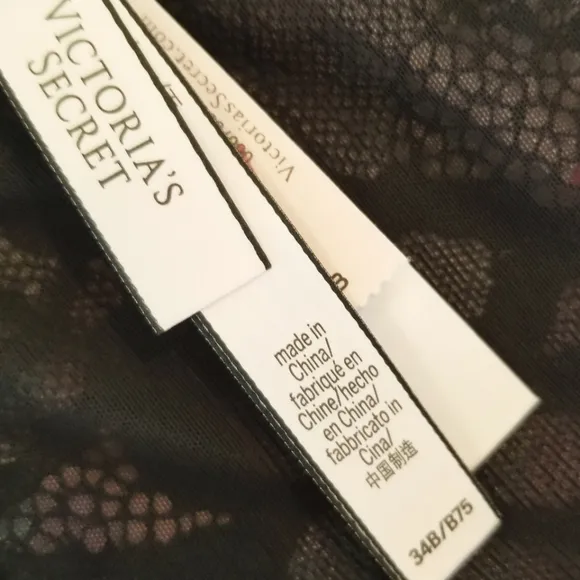 VICTORIA'S
SECRET
VictoriasSecret.com
made in
China/
fabriqué en
Chine/hecho
en China/
fabbricato in
Cina/
中国制造
34B/B75